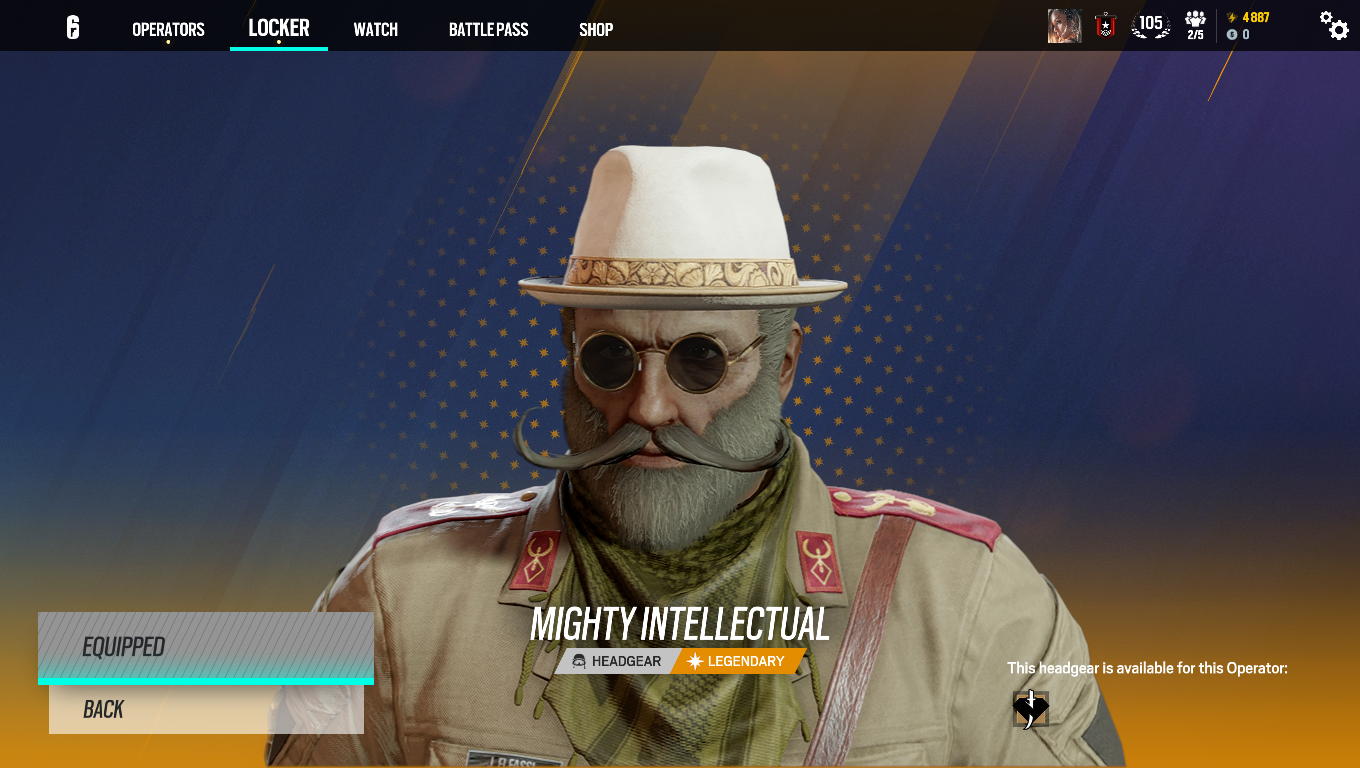 OPERATORS
LOCKER
WATCH
BATTLE PASS
SHOP
105
2/5
4 887
0
EQUIPPED
BACK
MIGHTY INTELLECTUAL
HEADGEAR
LEGENDARY
This headgear is available for this Operator: